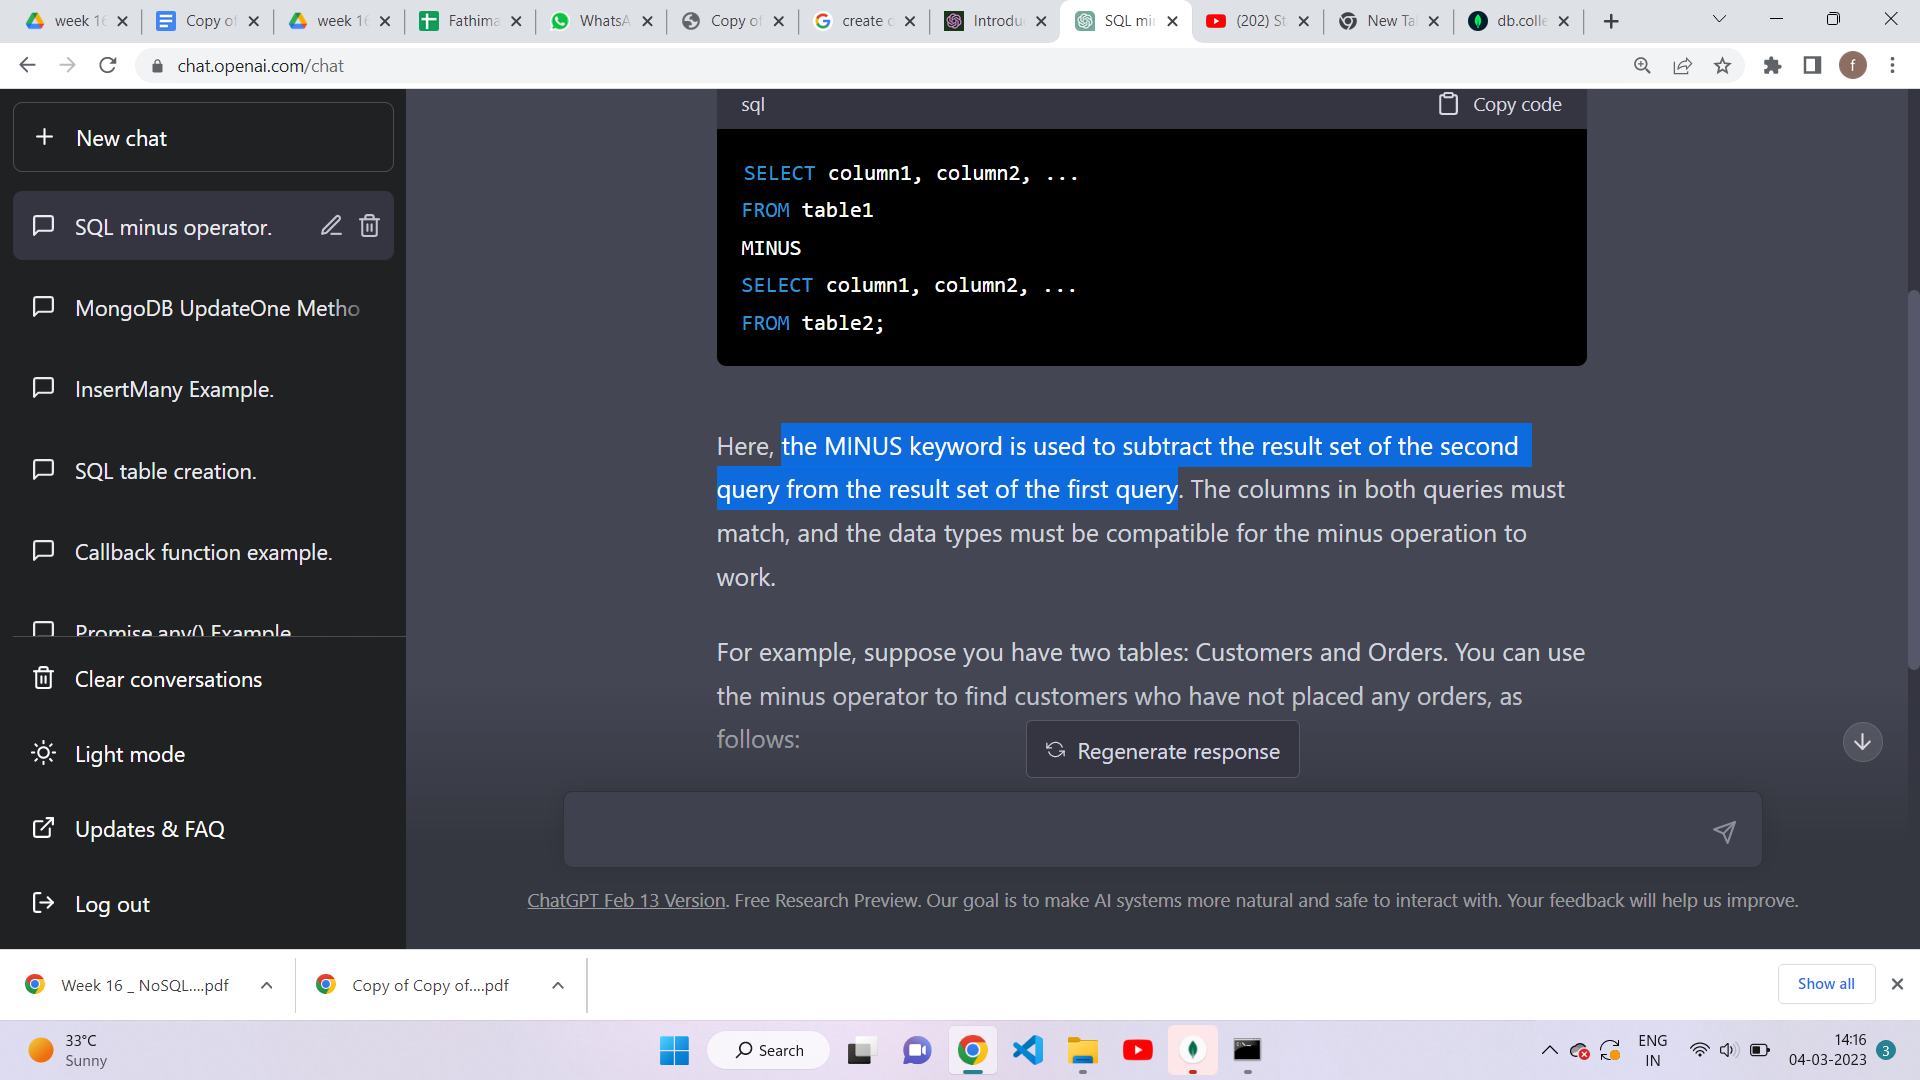 week 16
Copy of
week 16
Fathima
WhatsA
Copy of
create c
Introdu
SQL min
(202) St
New Tab
db.colle
chat.openai.com/chat
f
New chat
SQL minus operator.
MongoDB UpdateOne Metho
InsertMany Example.
SQL table creation.
Callback function example.
Promise.any() Example
Clear conversations
Light mode
Updates & FAQ
Log out
sql
Copy code
SELECT column1, column2, ...
FROM table1
MINUS
SELECT column1, column2, ...
FROM table2;
Here, the MINUS keyword is used to subtract the result set of the second
query from the result set of the first query. The columns in both queries must
match, and the data types must be compatible for the minus operation to
work.
For example, suppose you have two tables: Customers and Orders. You can use
the minus operator to find customers who have not placed any orders, as
follows:
Regenerate response
ChatGPT Feb 13 Version. Free Research Preview. Our goal is to make AI systems more natural and safe to interact with. Your feedback will help us improve.
Week 16 _ NoSQL....pdf
Copy of Copy of....pdf
Show all
33°C
Sunny
Search
ENG
IN
14:16
04-03-2023
3